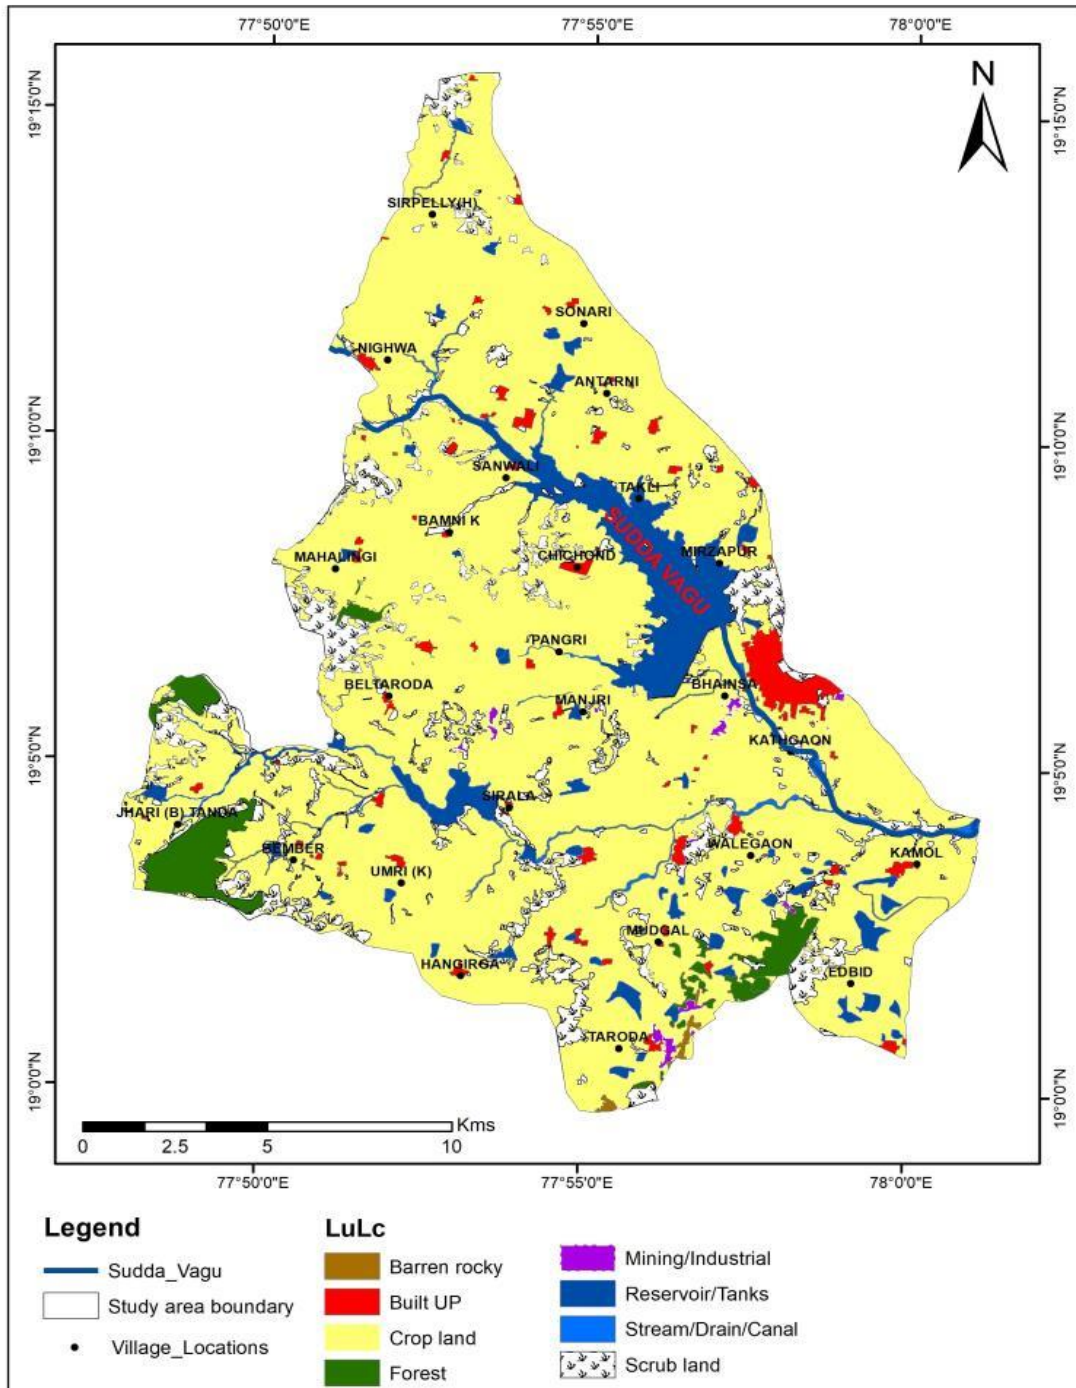 77°50'0"E
77°55'0"E
78°0'0"E
N
19°15'0"N
19°15'0"N
SIRPELLY(H)
SONARI
NIGHWA
ANTARNI
19°10'0"N
19°10'0"N
SANWALI
TAKLI
SUDDA VAGU
BAMNI K
MAHALINGI
CHICHOND
MIRZAPUR
PANGRI
BELTARODA
BHAINSA
MANJRI
KATHGAON
19°5'0"N
19°5'0"N
SIRALA
JHARI (B) TANDA
BEMBER
WALEGAON
KAMOL
UMRI (K)
MUDGAL
HANGIRGA
EDBID
TARODA
19°0'0"N
19°0'0"N
Kms
0 2.5 5 10
77°50'0"E
77°55'0"E
78°0'0"E
Legend
Sudda_Vagu
Study area boundary
Village_Locations
LuLc
Barren rocky
Built UP
Crop land
Forest
Mining/Industrial
Reservoir/Tanks
Stream/Drain/Canal
Scrub land